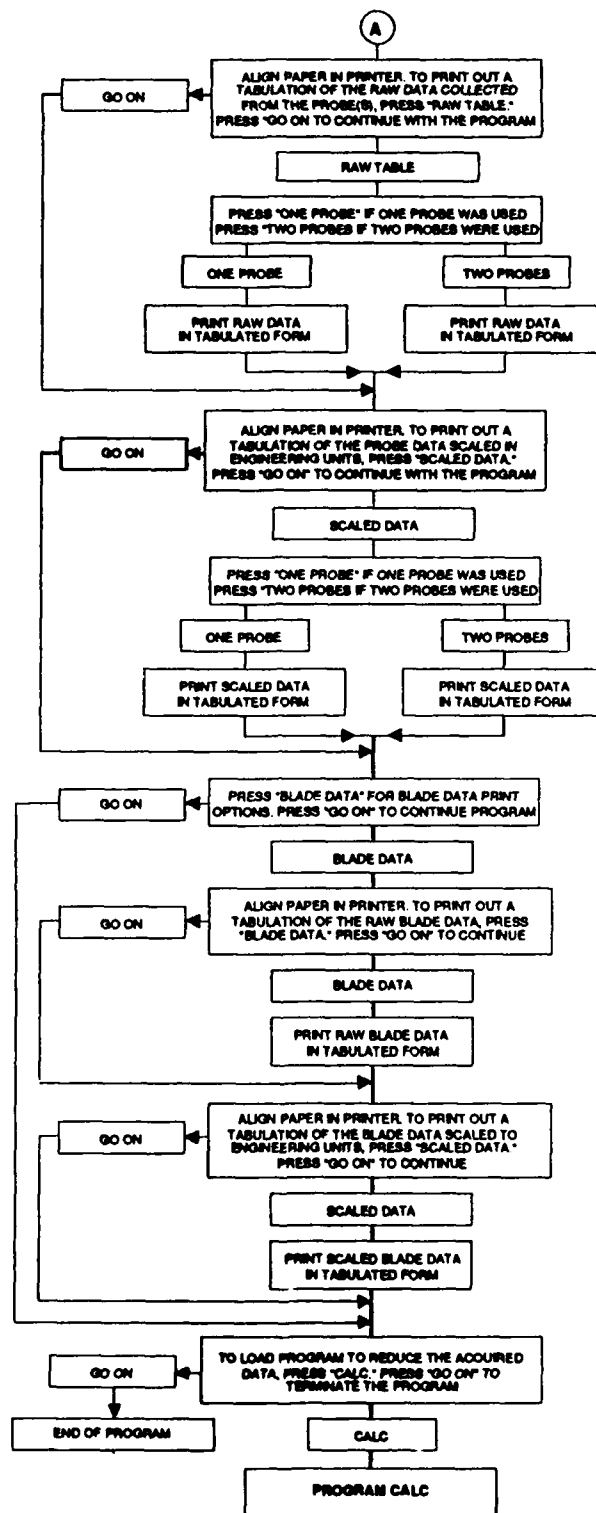 A
ALIGN PAPER IN PRINTER. TO PRINT OUT A
TABULATION OF THE RAW DATA COLLECTED
FROM THE PROBE(S), PRESS "RAW TABLE."
PRESS "GO ON TO CONTINUE WITH THE PROGRAM
GO ON
RAW TABLE
PRESS "ONE PROBE" IF ONE PROBE WAS USED
PRESS "TWO PROBES IF TWO PROBES WERE USED
ONE PROBE
TWO PROBES
PRINT RAW DATA
IN TABULATED FORM
PRINT RAW DATA
IN TABULATED FORM
ALIGN PAPER IN PRINTER. TO PRINT OUT A
TABULATION OF THE PROBE DATA SCALED IN
ENGINEERING UNITS, PRESS "SCALED DATA."
PRESS "GO ON" TO CONTINUE WITH THE PROGRAM
GO ON
SCALED DATA
PRESS "ONE PROBE" IF ONE PROBE WAS USED
PRESS "TWO PROBES IF TWO PROBES WERE USED
ONE PROBE
TWO PROBES
PRINT SCALED DATA
IN TABULATED FORM
PRINT SCALED DATA
IN TABULATED FORM
PRESS "BLADE DATA" FOR BLADE DATA PRINT
OPTIONS. PRESS "GO ON" TO CONTINUE PROGRAM
GO ON
BLADE DATA
ALIGN PAPER IN PRINTER. TO PRINT OUT A
TABULATION OF THE RAW BLADE DATA, PRESS
"BLADE DATA." PRESS "GO ON" TO CONTINUE
GO ON
BLADE DATA
PRINT RAW BLADE DATA
IN TABULATED FORM
ALIGN PAPER IN PRINTER. TO PRINT OUT A
TABULATION OF THE BLADE DATA SCALED TO
ENGINEERING UNITS, PRESS "SCALED DATA."
PRESS "GO ON" TO CONTINUE
GO ON
SCALED DATA
PRINT SCALED BLADE DATA
IN TABULATED FORM
TO LOAD PROGRAM TO REDUCE THE ACQUIRED
DATA, PRESS "CALC." PRESS "GO ON" TO
TERMINATE THE PROGRAM
GO ON
END OF PROGRAM
CALC
PROGRAM CALC